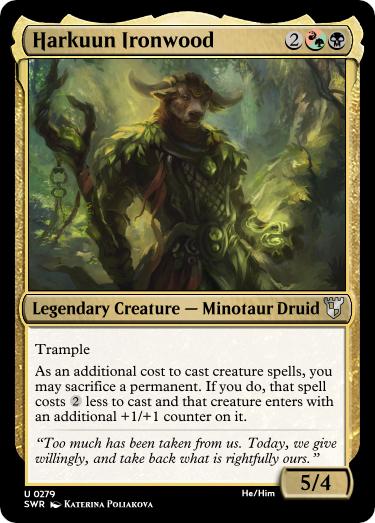 Harkuun Ironwood 2
Legendary Creature — Minotaur Druid
Trample
As an additional cost to cast creature spells, you
may sacrifice a permanent. If you do, that spell
costs 2 less to cast and that creature enters with
an additional +1/+1 counter on it.
“Too much has been taken from us. Today, we give
willingly, and take back what is rightfully ours.”
5/4
U 0279 He/Him
SWR Katerina Poliakova